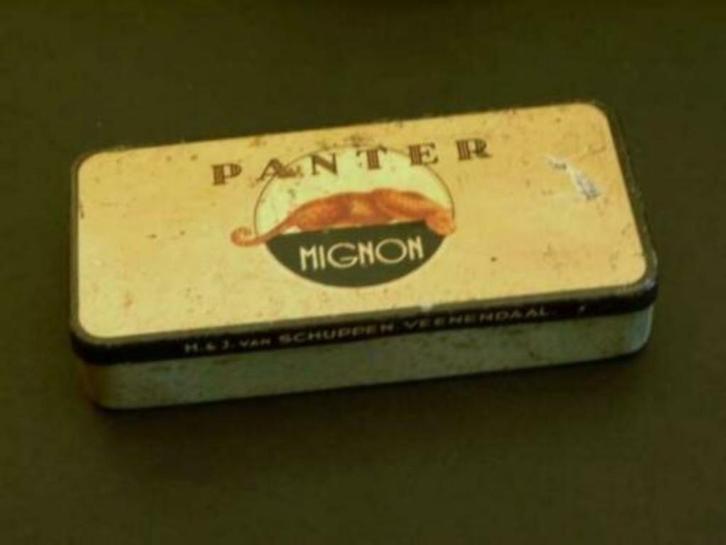 PANTER
MIGNON
H. & J. VAN SCHUPPEN VEENENDAAL.